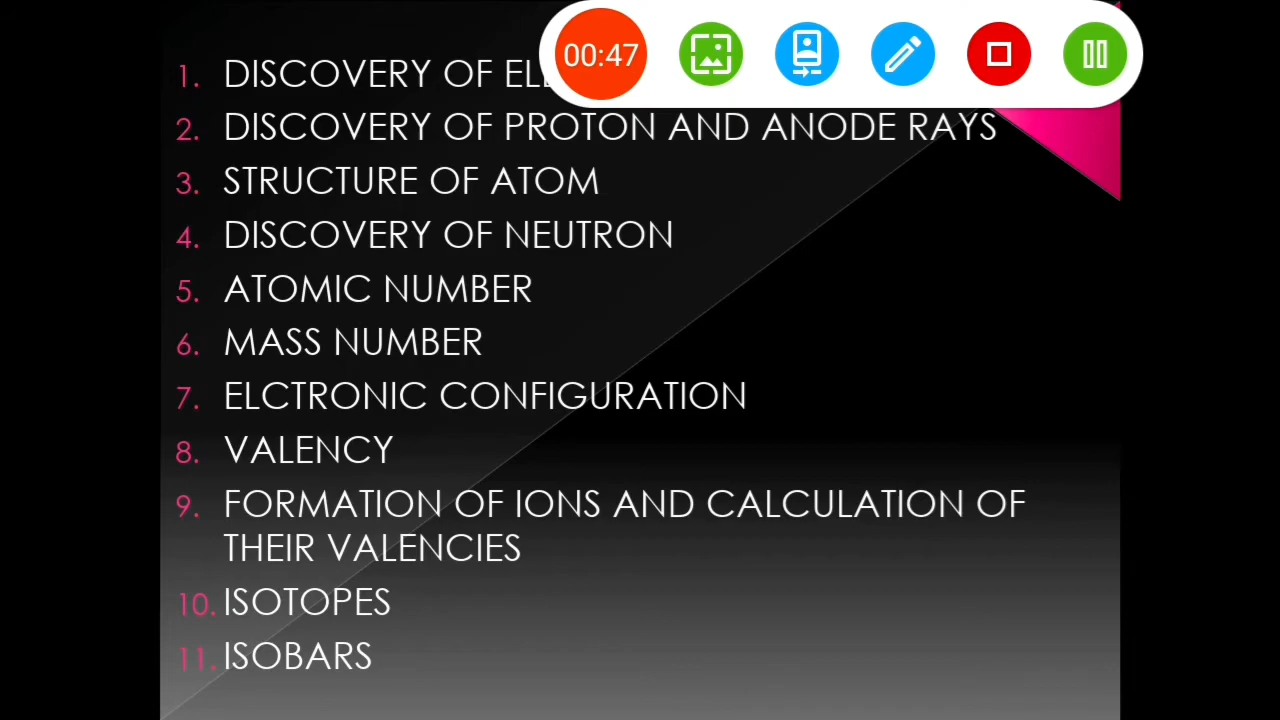 00:47
1. DISCOVERY OF
2. DISCOVERY OF PROTON AND ANODE RAYS
3. STRUCTURE OF ATOM
4. DISCOVERY OF NEUTRON
5. ATOMIC NUMBER
6. MASS NUMBER
7. ELCTRONIC CONFIGURATION
8. VALENCY
9. FORMATION OF IONS AND CALCULATION OF
THEIR VALENCIES
10. ISOTOPES
11. ISOBARS